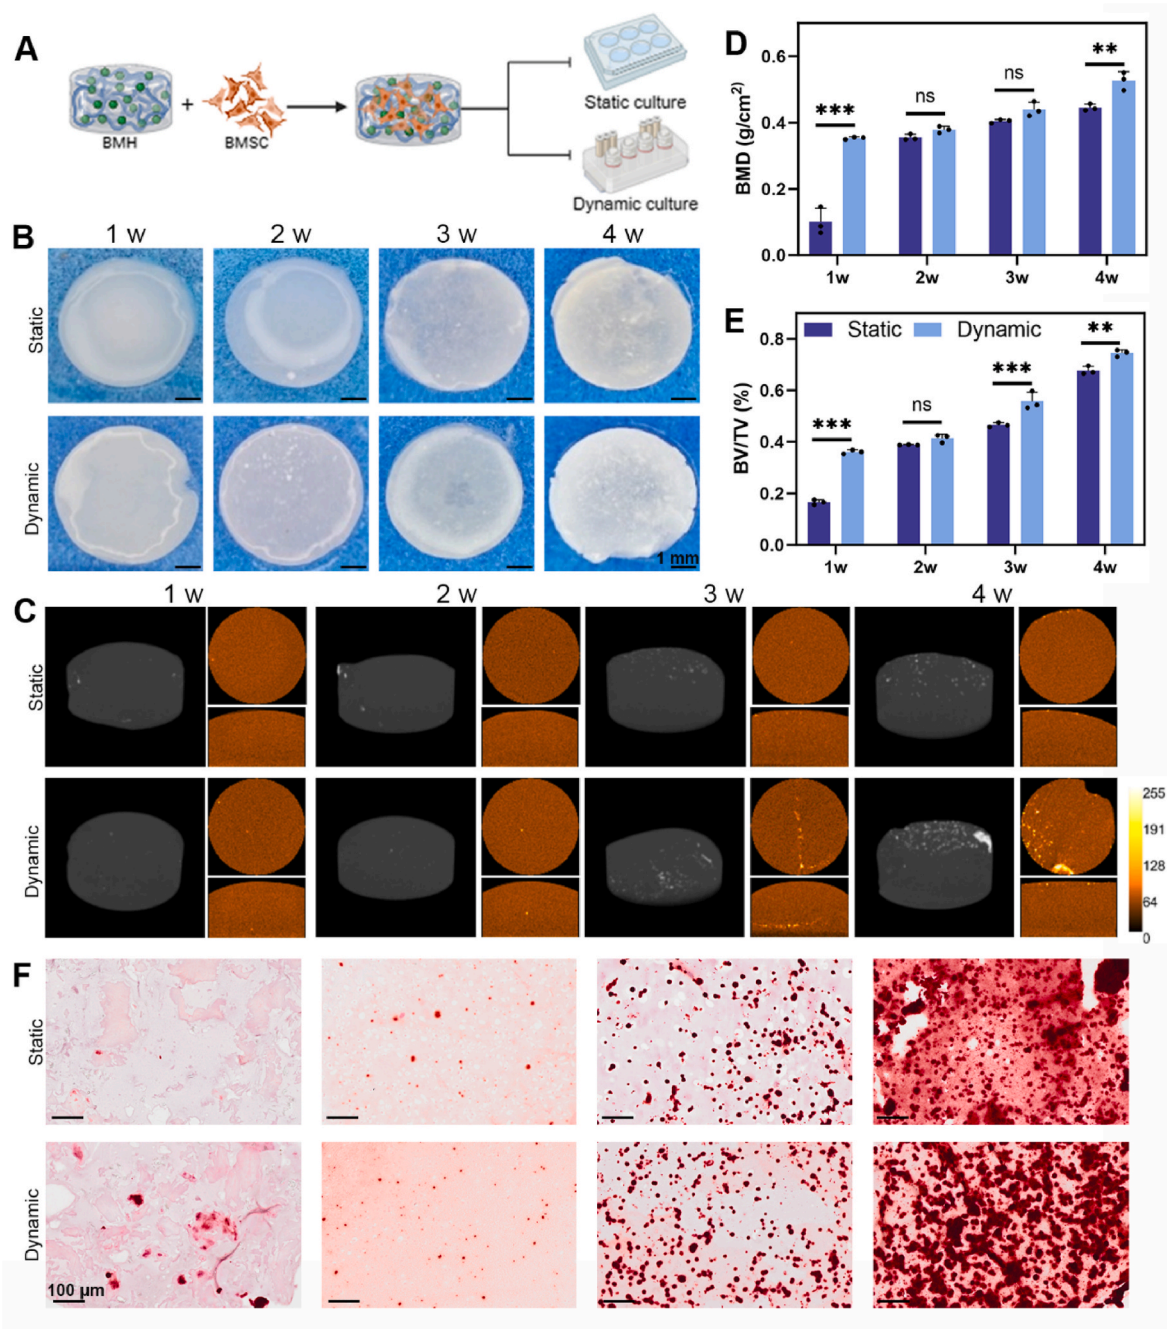 A
BMH
+
BMSC
Static culture
Dynamic culture
B
1 w
2 w
3 w
4 w
Static
Dynamic
1 mm
C
1 w
2 w
3 w
4 w
Static
Dynamic
255
191
128
64
0
D
BMD (g/cm²)
0.6
0.4
0.2
0.0
***
ns
ns
**
1w
2w
3w
4w
E
Static
Dynamic
BV/TV (%)
0.8
0.6
0.4
0.2
0.0
***
ns
***
**
1w
2w
3w
4w
F
Static
Dynamic
100 µm